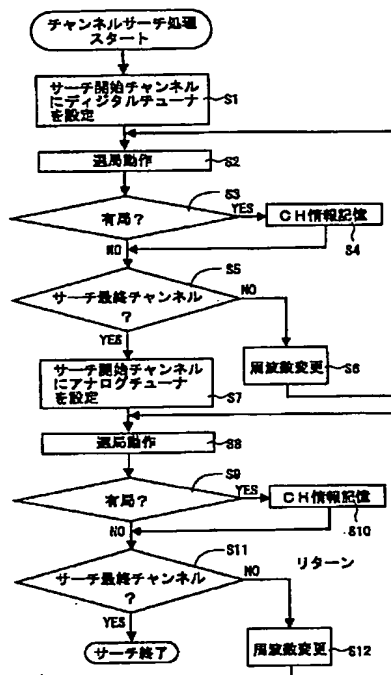 チャンネルサーチ処理
スタート
サーチ開始チャンネル
にディジタルチューナ
を設定
S1
選局動作
S2
有局?
S3
YES
CH情報記憶
S4
NO
S5
サーチ最終チャンネル
?
NO
YES
周波数変更
S6
サーチ開始チャンネル
にアナログチューナ
を設定
S7
選局動作
S8
有局?
S9
YES
CH情報記憶
S10
NO
S11
サーチ最終チャンネル
?
NO
リターン
YES
周波数変更
S12
サーチ終了